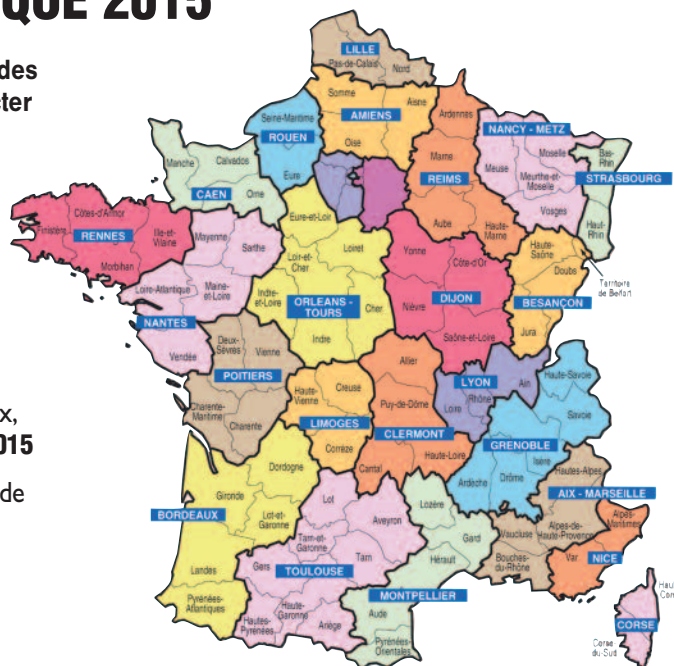 QUE 2015
des
cter
x,
015
de
LILLE
Pas-de-Calais
Nord
Somme
Aisne
AMIENS
Oise
Seine-Maritime
ROUEN
Eure
Ardennes
Marne
REIMS
Aube
Haute-
Marne
NANCY - METZ
Moselle
Meuse
Meurthe-et-
Moselle
Vosges
Bas-
Rhin
STRASBOURG
Haut-
Rhin
Manche
Calvados
CAEN
Orne
Finistère
Côtes-d'Armor
RENNES
Ille-et-
Vilaine
Morbihan
Mayenne
Sarthe
Loire-Atlantique
Maine-
et-Loire
NANTES
Vendée
Eure-et-Loir
Loiret
Loir-et
Cher
Indre-
et-Loire
ORLEANS -
TOURS
Cher
Indre
Yonne
Côte-d'Or
Nièvre
DIJON
Saône-et-Loire
Haute-
Saône
Doubs
Territoire
de Belfort
BESANÇON
Jura
Deux-
Sèvres
Vienne
POITIERS
Charente-
Maritime
Charente
Haute-
Vienne
Creuse
LIMOGES
Corrèze
Allier
Puy-de-Dôme
CLERMONT
Haute-Loire
Cantal
LYON
Ain
Rhône
Loire
Haute-Savoie
Savoie
GRENOBLE
Isère
Ardèche
Drôme
Hautes-Alpes
AIX - MARSEILLE
Vaucluse
Alpes-de-
Haute-Provence
Bouches-
du-Rhône
Alpes-
Maritimes
Var
NICE
Dordogne
Gironde
BORDEAUX
Lot-et-
Garonne
Landes
Pyrénées-
Atlantiques
Lot
Aveyron
Tarn-et-
Garonne
Tarn
Gers
TOULOUSE
Haute-
Garonne
Hautes-
Pyrénées
Ariège
Lozère
Gard
Hérault
MONTPELLIER
Aude
Pyrénées-
Orientales
Hau
Cor
CORSE
Corse
du-Sud